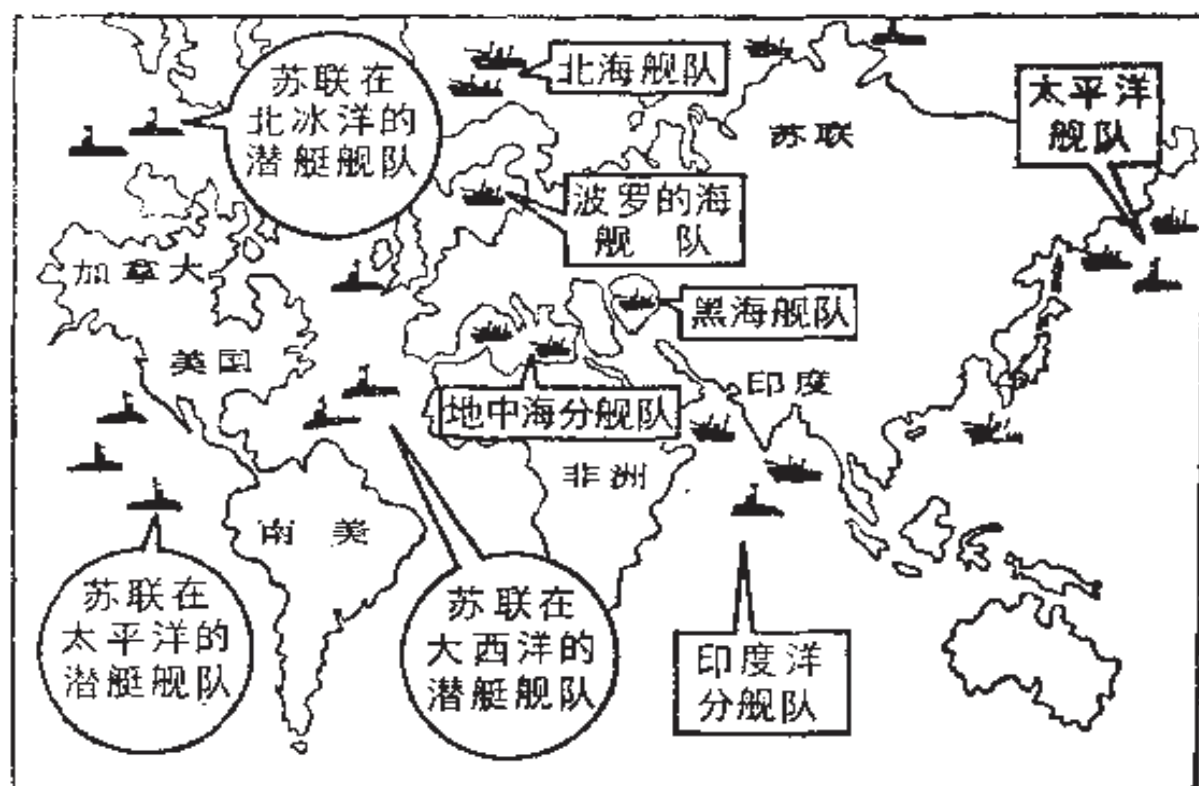 苏联在
北冰洋的
潜艇舰队
北海舰队
苏联
太平洋
舰队
波罗的海
舰 队
加拿大
黑海舰队
美国
印度
地中海分舰队
非洲
南美
苏联在
太平洋的
潜艇舰队
苏联在
大西洋的
潜艇舰队
印度洋
分舰队